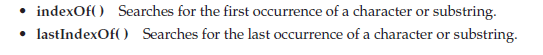 • indexOf( ) Searches for the first occurrence of a character or substring.
• lastIndexOf( ) Searches for the last occurrence of a character or substring.